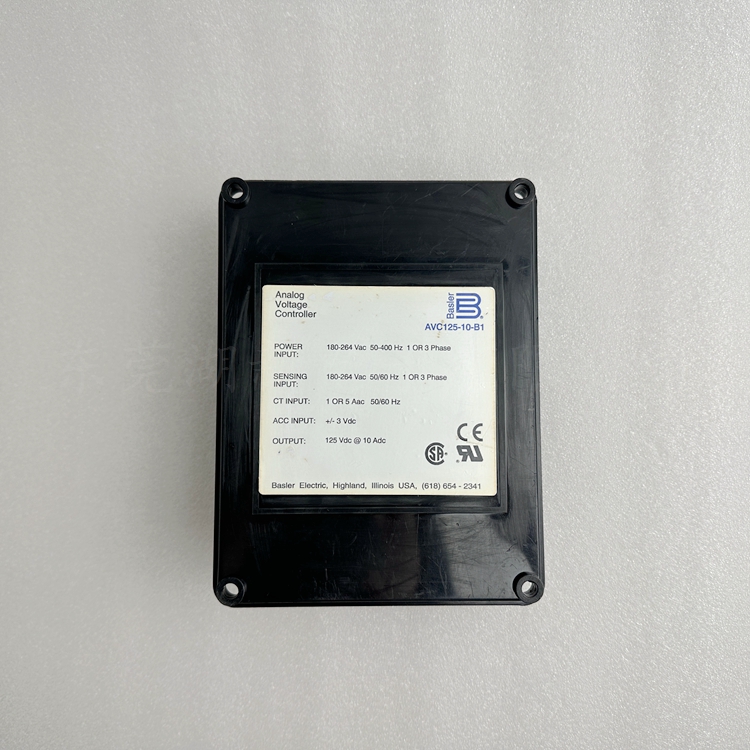 Analog
Voltage
Controller
Basler
AVC125-10-B1
POWER
INPUT: 180-264 Vac 50-400 Hz 1 OR 3 Phase
SENSING
INPUT: 180-264 Vac 50/60 Hz 1 OR 3 Phase
CT INPUT: 1 OR 5 Aac 50/60 Hz
ACC INPUT: +/- 3 Vdc
OUTPUT: 125 Vdc @ 10 Adc
Basler Electric, Highland, Illinois USA, (618) 654 - 2341